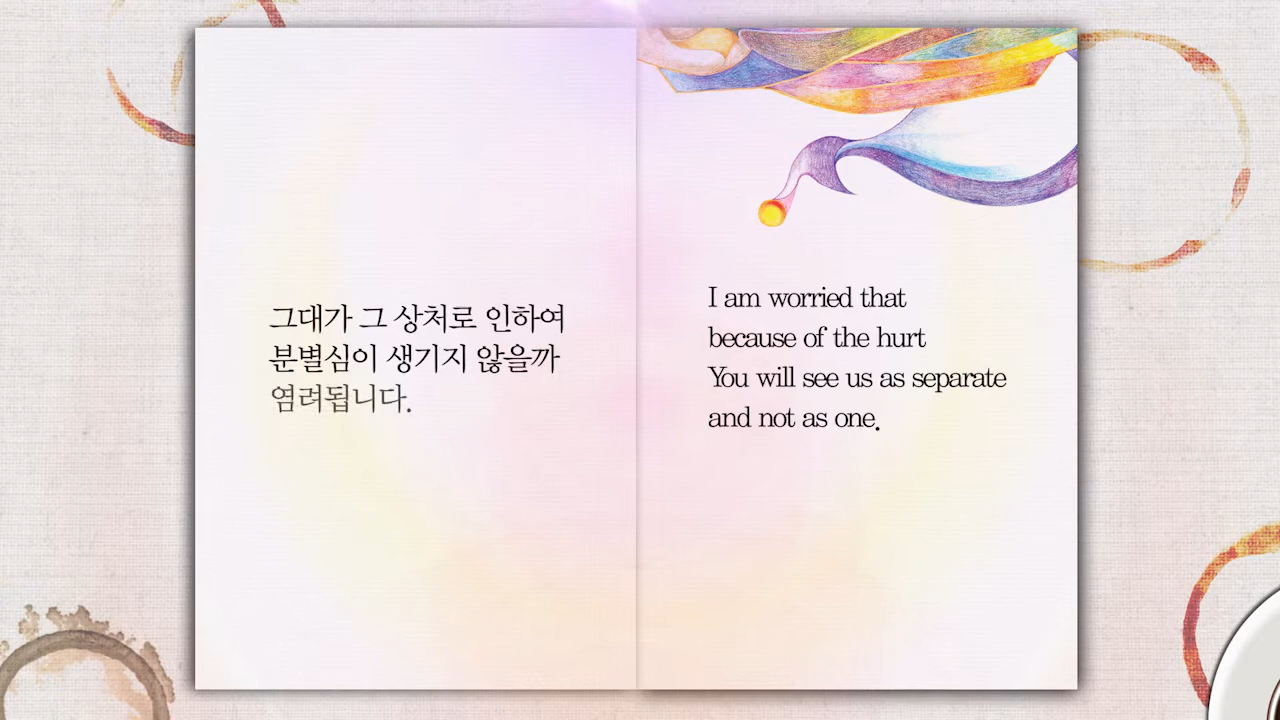 그대가 그 상처로 인하여
분별심이 생기지 않을까
염려됩니다.
I am worried that
because of the hurt
You will see us as separate
and not as one.